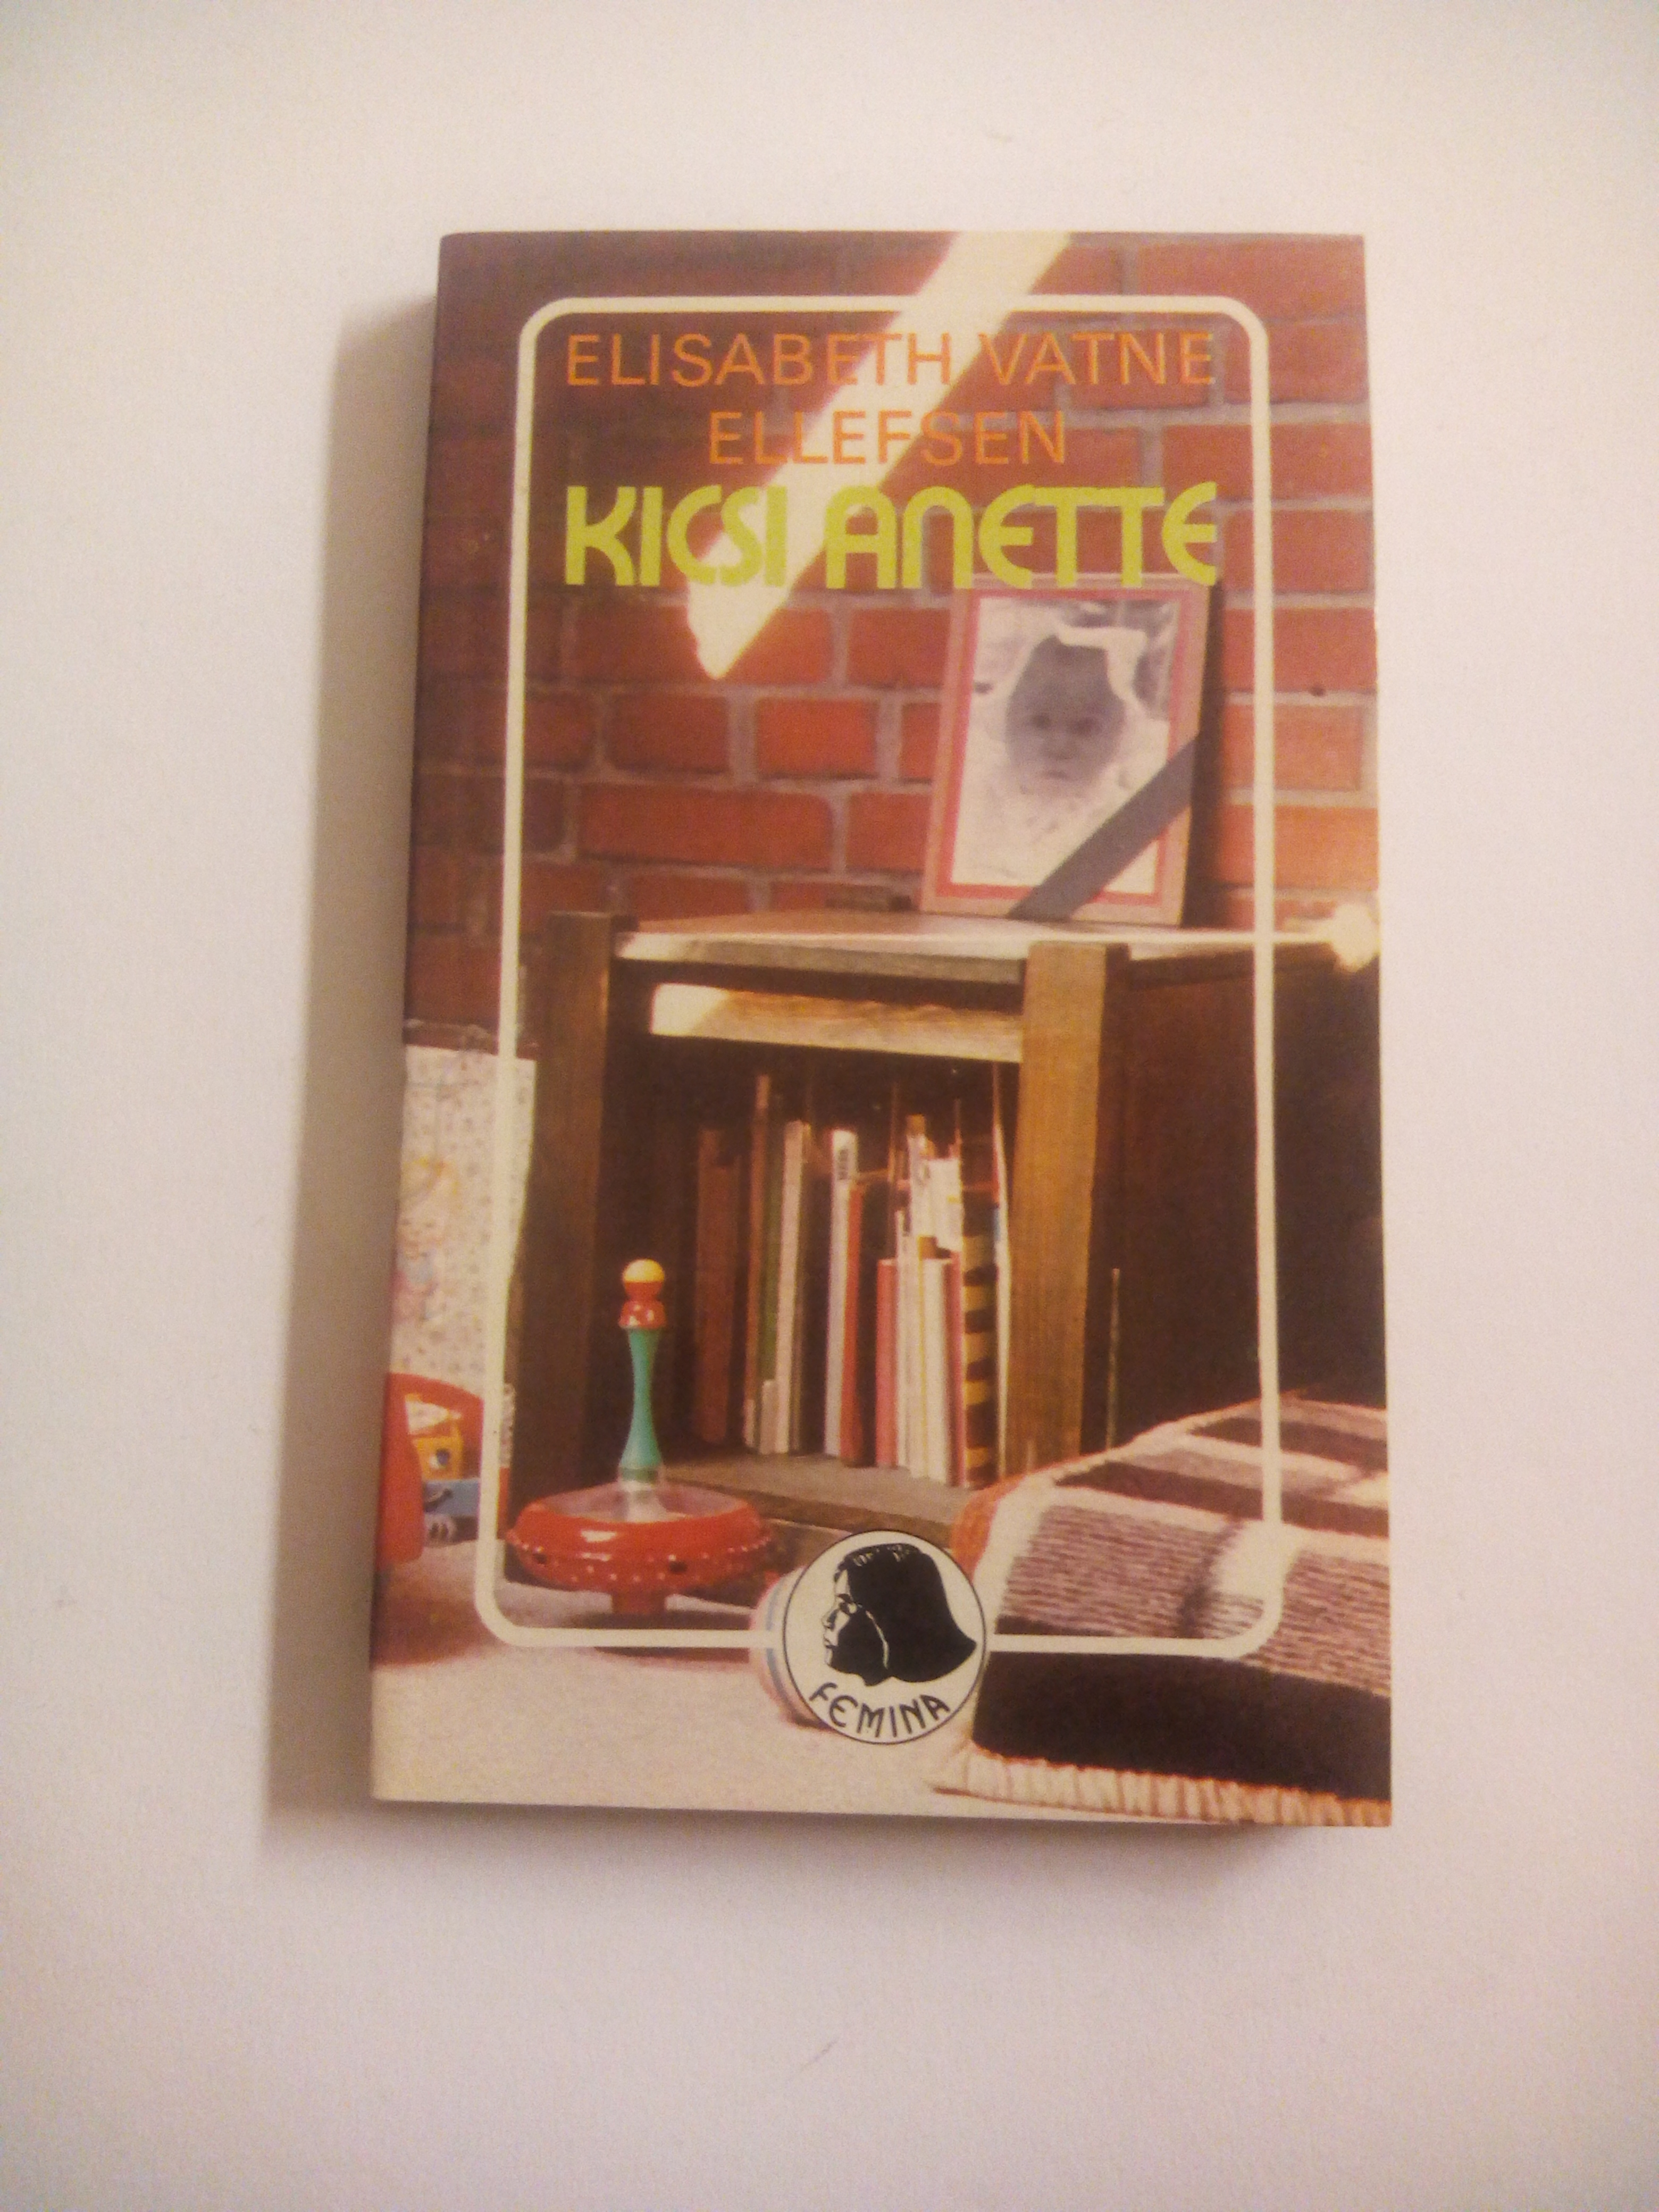 ELISABETH VATNE
ELLEFSEN
KICSI ANETTE
FEMINA